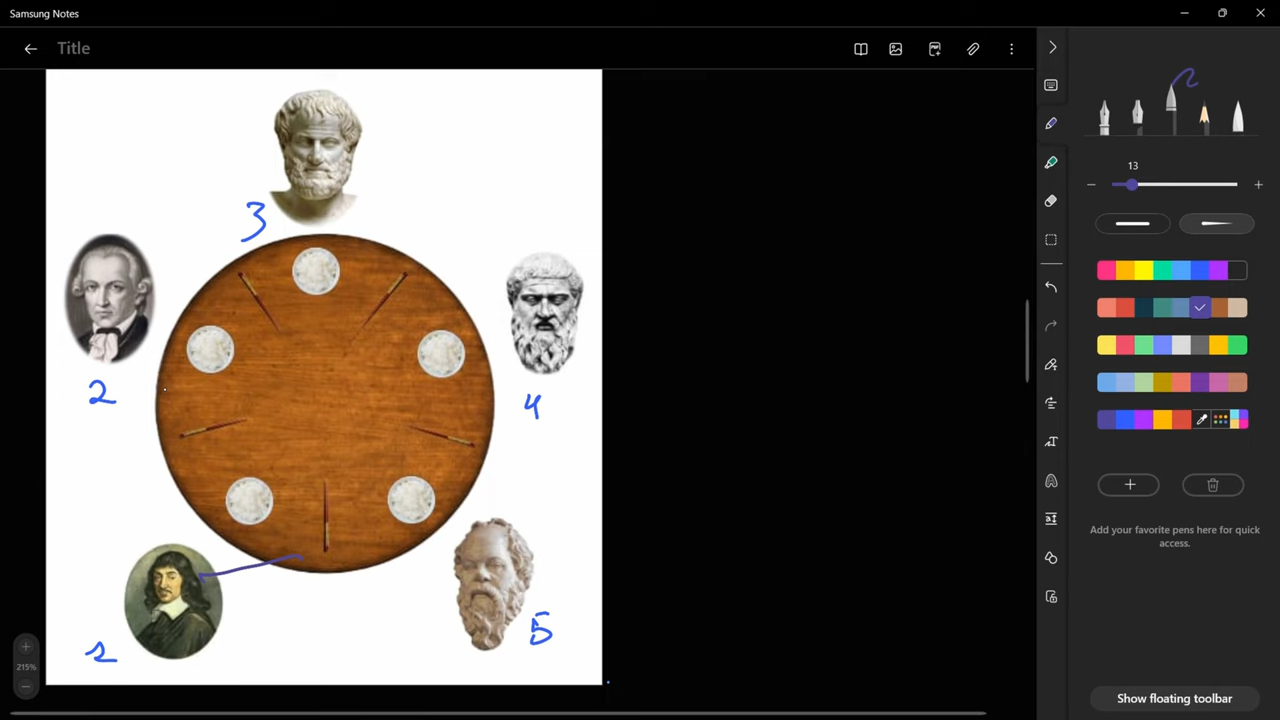 Samsung Notes
Title
13
3
2
4
5
1
215%
Add your favorite pens here for quick
access.
Show floating toolbar